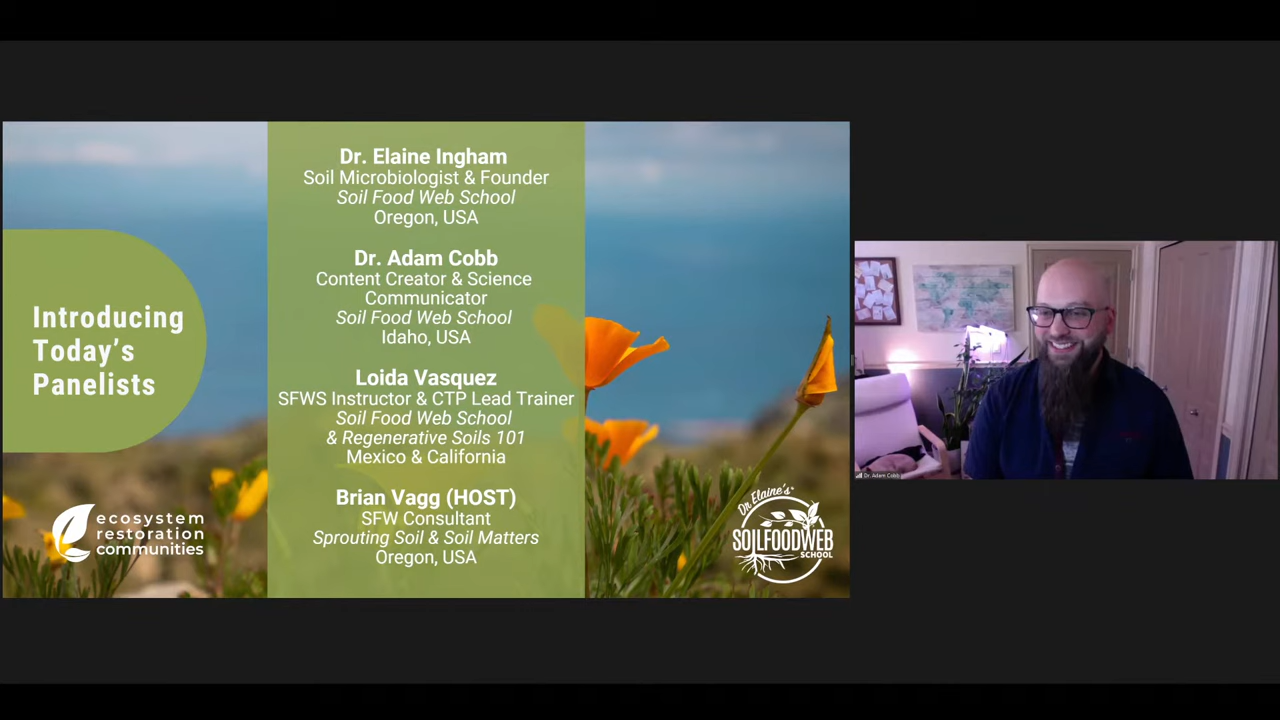 Introducing
Today's
Panelists
Dr. Elaine Ingham
Soil Microbiologist & Founder
Soil Food Web School
Oregon, USA
Dr. Adam Cobb
Content Creator & Science
Communicator
Soil Food Web School
Idaho, USA
Loida Vasquez
SFWS Instructor & CTP Lead Trainer
Soil Food Web School
& Regenerative Soils 101
Mexico & California
Brian Vagg (HOST)
SFW Consultant
Sprouting Soil & Soil Matters
Oregon, USA
ecosystem
restoration
communities
Dr. Elaine's
SOILFOODWEB
SCHOOL
Dr. Adam Cobb